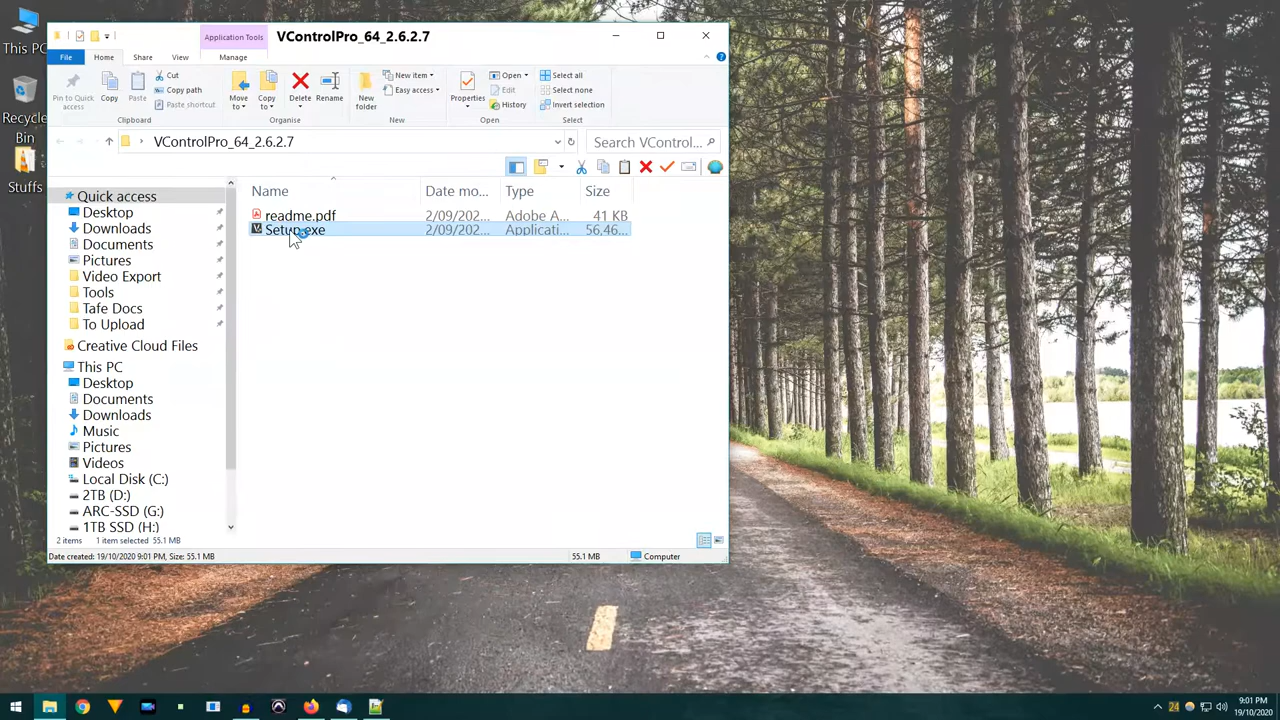 This PC
Recycle
Bin
Stuffs
Application Tools
VControlPro_64_2.6.2.7
File
Home
Share
View
Manage
Pin to Quick
access
Copy
Paste
Cut
Copy path
Paste shortcut
Clipboard
Move
to
Copy
to
Delete
Rename
Organise
New
folder
New item
Easy access
New
Properties
Open
Edit
History
Open
Select all
Select none
Invert selection
Select
VControlPro_64_2.6.2.7
Search VControl...
Name
Date mo...
Type
Size
readme.pdf
2/09/202...
Adobe A...
41 KB
Setup.exe
2/09/202...
Applicati...
56,46...
Quick access
Desktop
Downloads
Documents
Pictures
Video Export
Tools
Tafe Docs
To Upload
Creative Cloud Files
This PC
Desktop
Documents
Downloads
Music
Pictures
Videos
Local Disk (C:)
2TB (D:)
ARC-SSD (G:)
1TB SSD (H:)
2 items
1 item selected 55.1 MB
Date created: 19/10/2020 9:01 PM, Size: 55.1 MB
55.1 MB
Computer
24
9:01 PM
19/10/2020